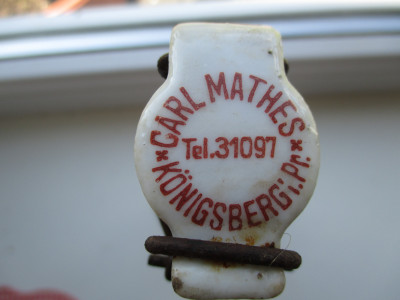 CARL MATHES
Tel.31097
* KÖNIGSBERG i. Pr. *